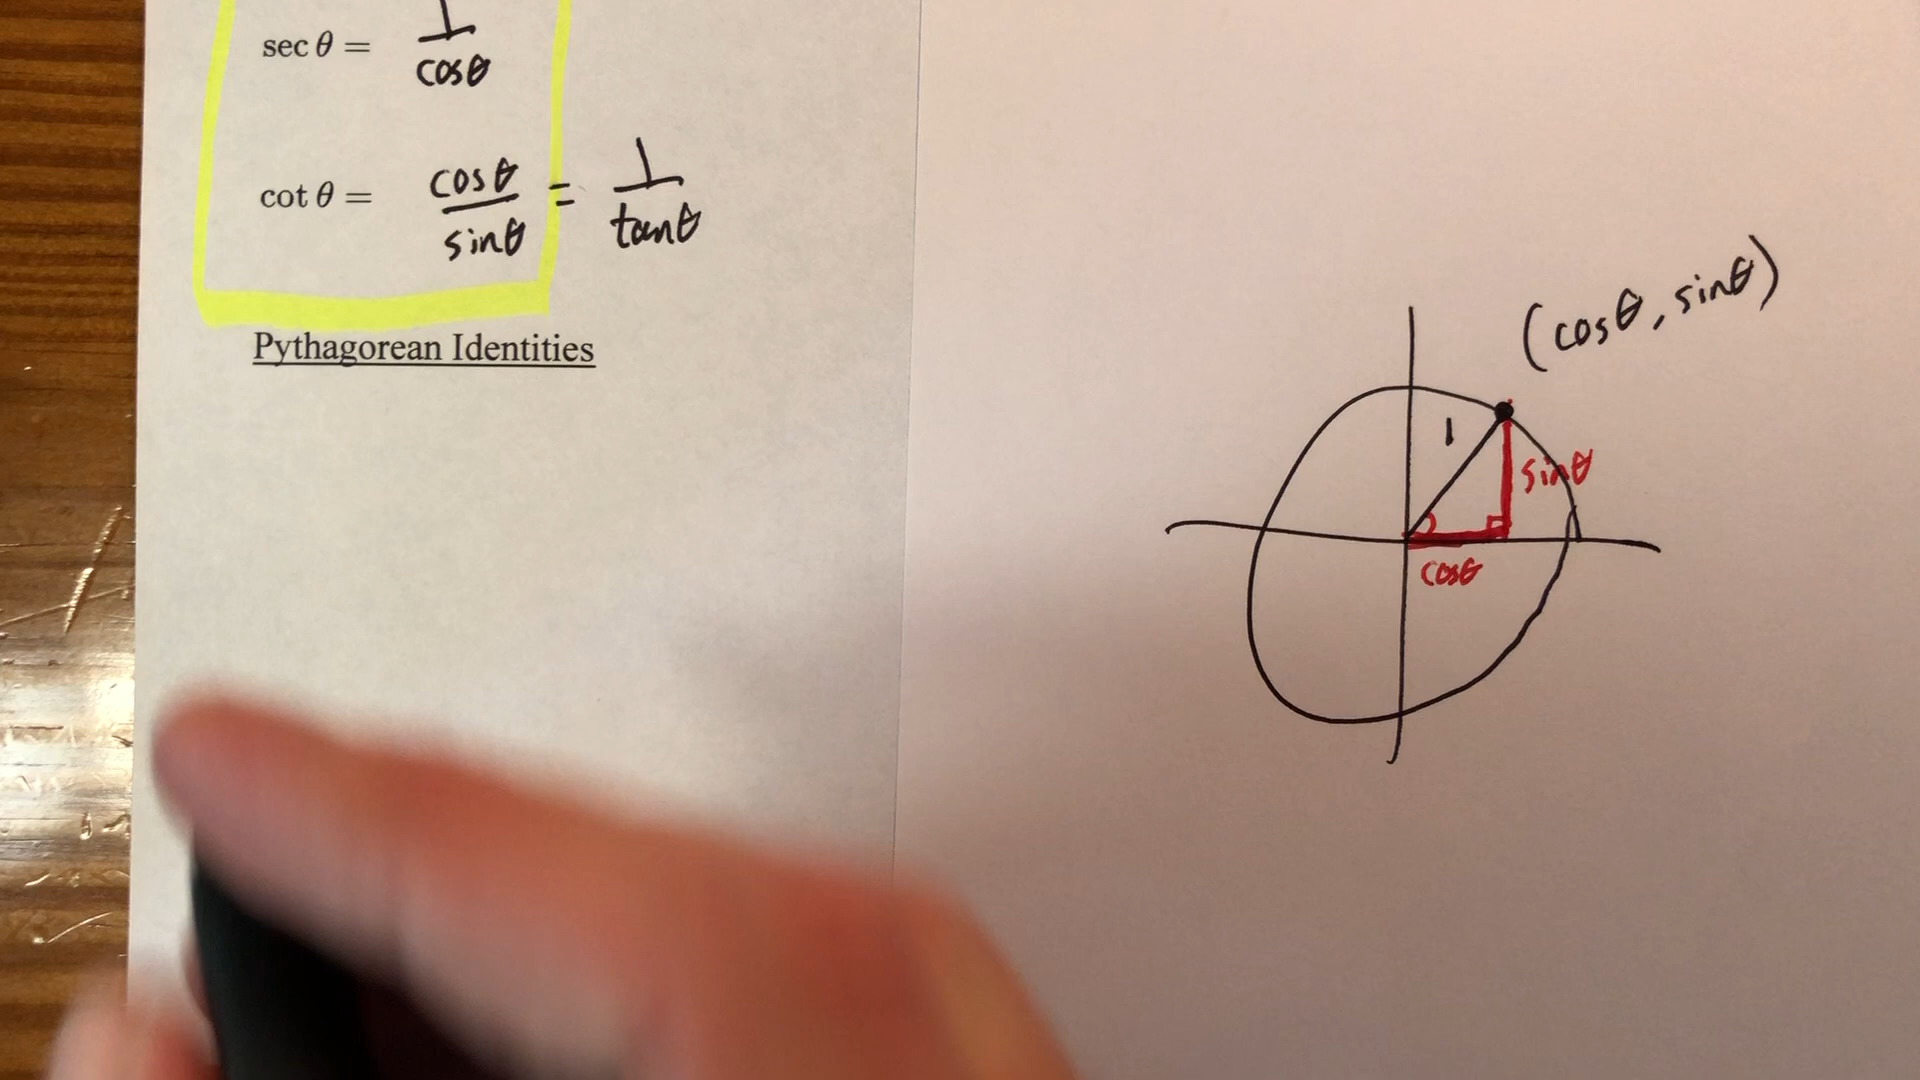 sec θ = 1
cosθ
cot θ = cosθ = 1
sinθ tanθ
Pythagorean Identities
(cosθ, sinθ)
1
sinθ
cosθ